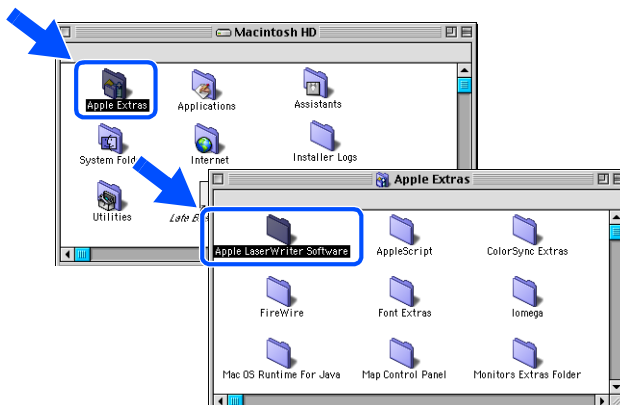 Macintosh HD
Apple Extras
Applications
Assistants
System Fold
Internet
Installer Logs
Utilities
Late B
Apple Extras
Apple LaserWriter Software
AppleScript
ColorSync Extras
FireWire
Font Extras
Iomega
Mac OS Runtime For Java
Map Control Panel
Monitors Extras Folder